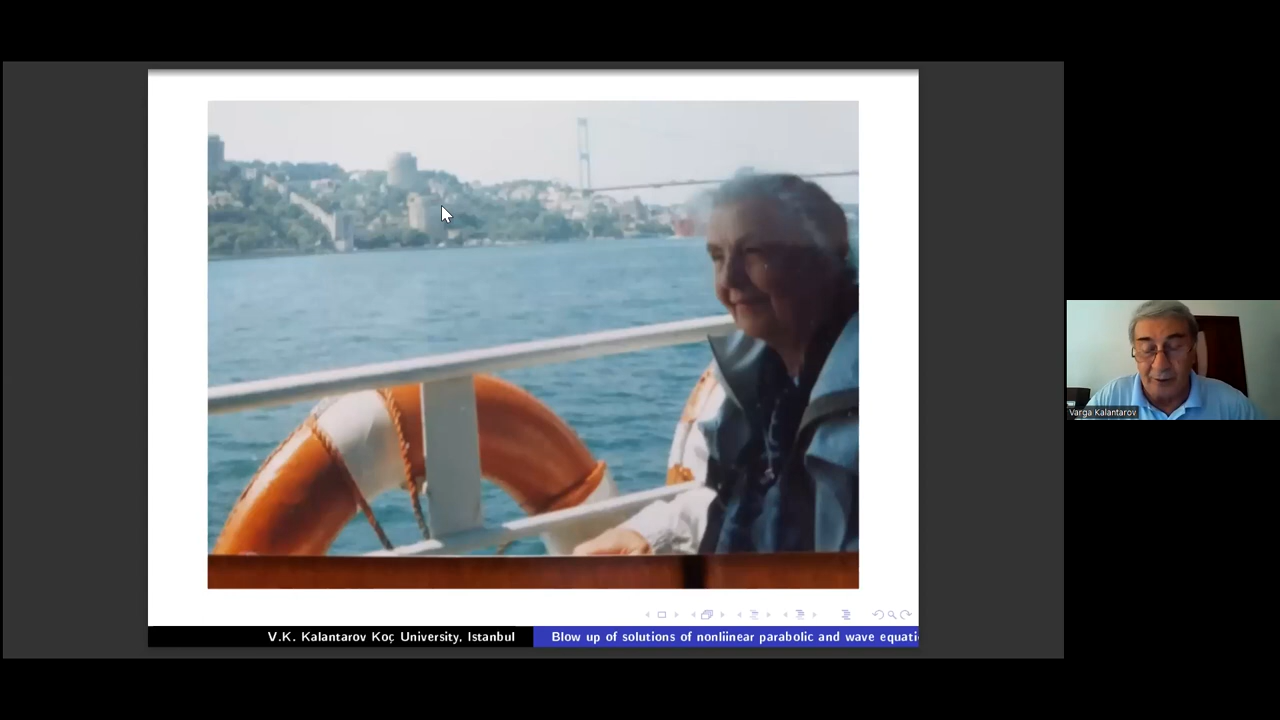 V.K. Kalantarov Koç University, Istanbul
Blow up of solutions of nonliinear parabolic and wave equati
Varga Kalantarov